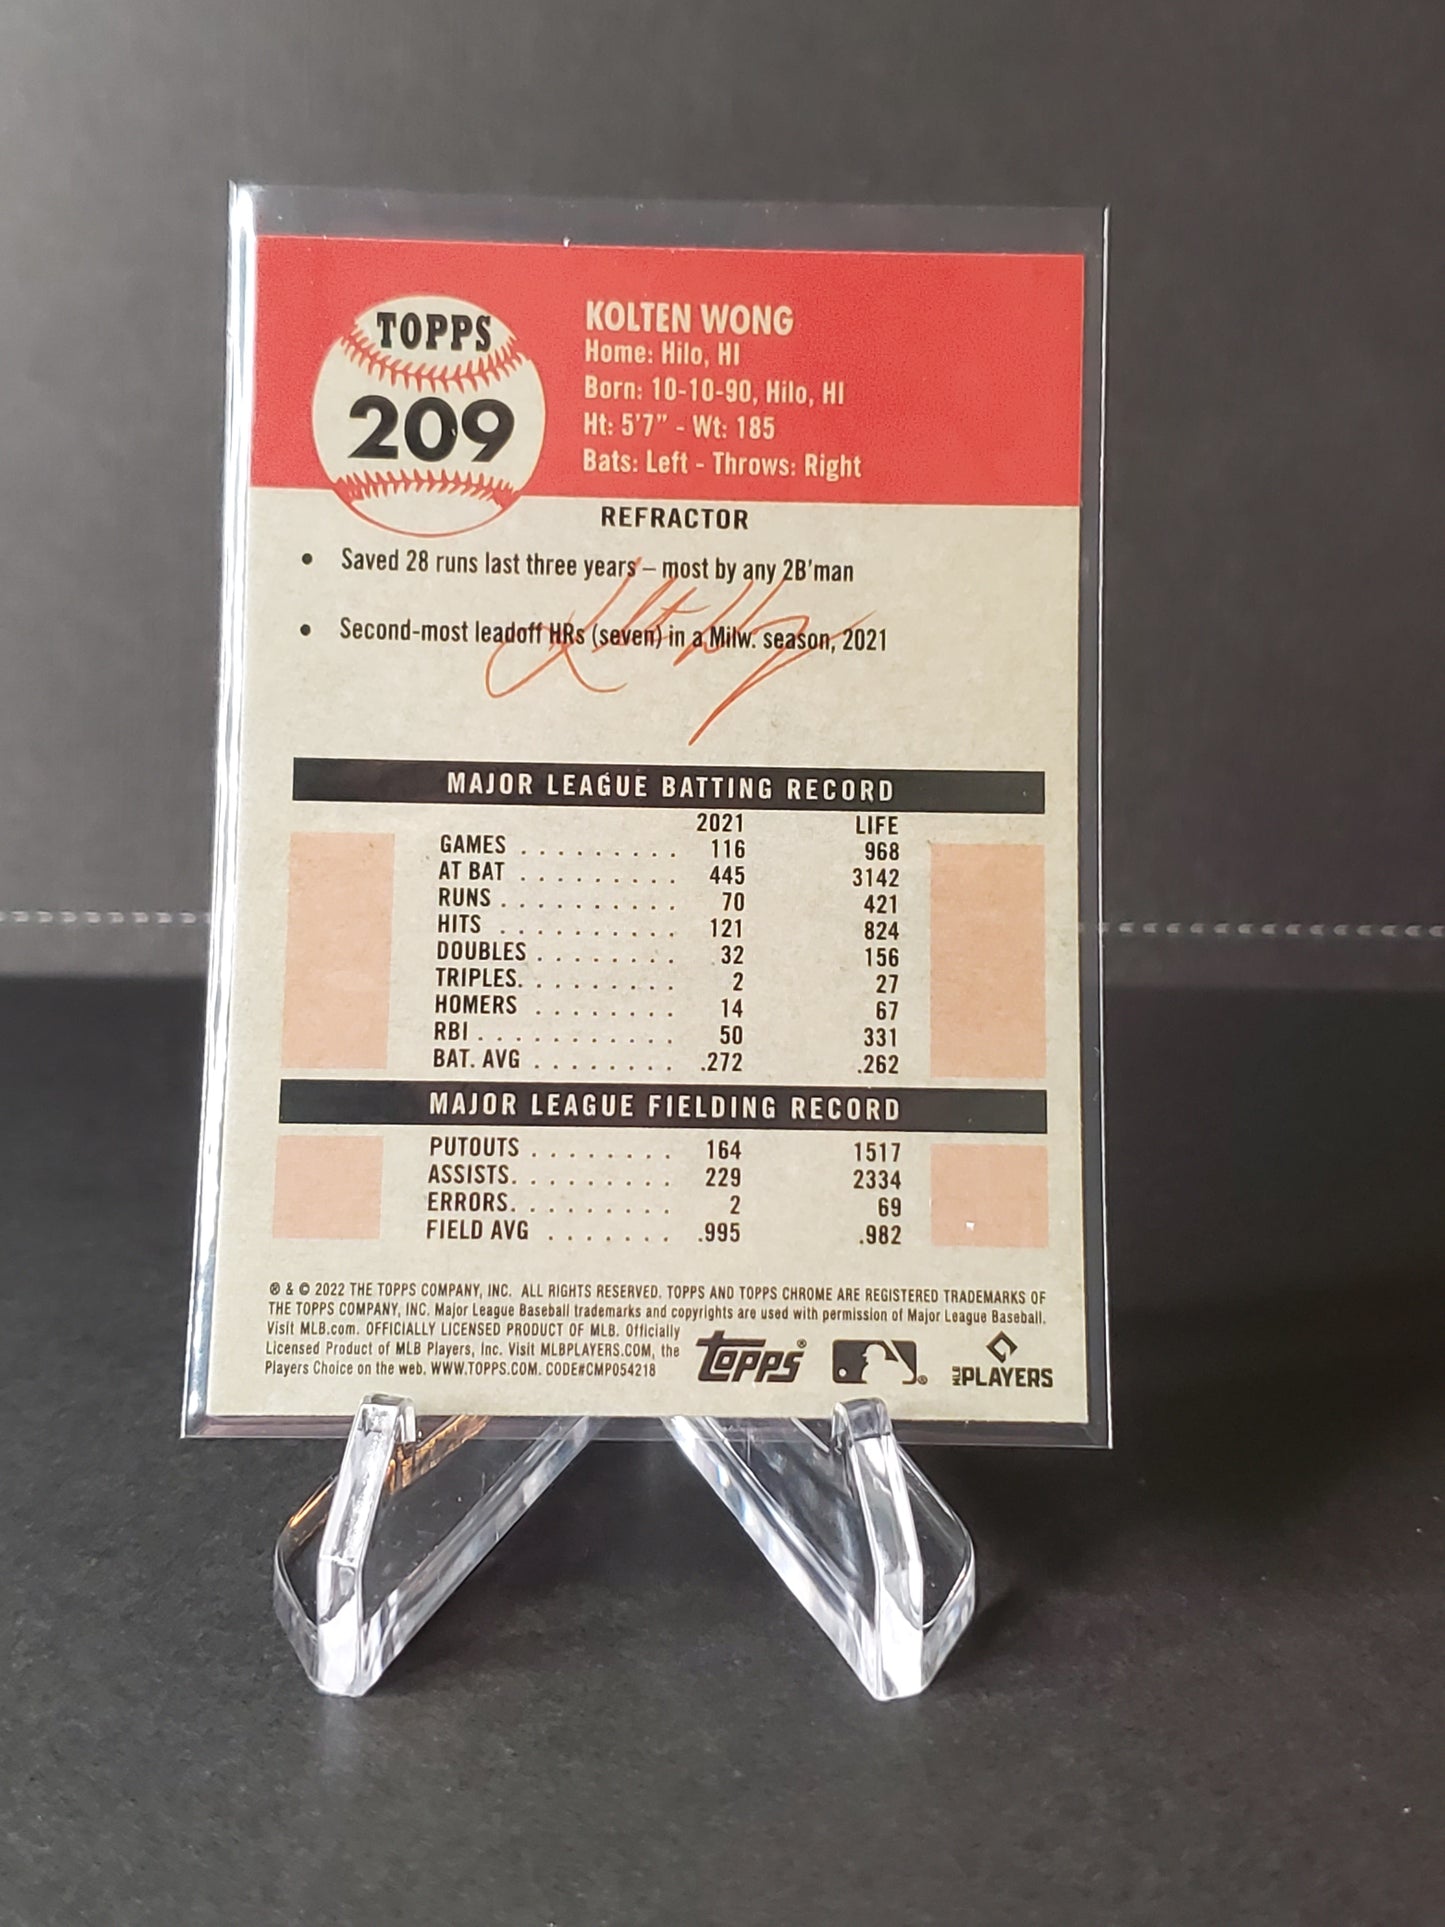 TOPPS
209
KOLTEN WONG
Home: Hilo, HI
Born: 10-10-90, Hilo, HI
Ht: 5'7" - Wt: 185
Bats: Left - Throws: Right
REFRACTOR
• Saved 28 runs last three years – most by any 2B'man
• Second-most leadoff HRs (seven) in a Milw. season, 2021
MAJOR LEAGUE BATTING RECORD
2021 LIFE
GAMES . . . . . . . . . 116 968
AT BAT . . . . . . . . . 445 3142
RUNS . . . . . . . . . . 70 421
HITS . . . . . . . . . . 121 824
DOUBLES . . . . . . . . 32 156
TRIPLES. . . . . . . . . 2 27
HOMERS . . . . . . . . 14 67
RBI . . . . . . . . . . . 50 331
BAT. AVG . . . . . . . . .272 .262
MAJOR LEAGUE FIELDING RECORD
PUTOUTS . . . . . . . . 164 1517
ASSISTS. . . . . . . . . 229 2334
ERRORS. . . . . . . . . 2 69
FIELD AVG . . . . . . . .995 .982
® & © 2022 THE TOPPS COMPANY, INC. ALL RIGHTS RESERVED. TOPPS AND TOPPS CHROME ARE REGISTERED TRADEMARKS OF
THE TOPPS COMPANY, INC. Major League Baseball trademarks and copyrights are used with permission of Major League Baseball.
Visit MLB.com. OFFICIALLY LICENSED PRODUCT OF MLB. Officially
Licensed Product of MLB Players, Inc. Visit MLBPLAYERS.COM, the
Players Choice on the web. WWW.TOPPS.COM. CODE#CMP054218
Topps®
®
MLB PLAYERS